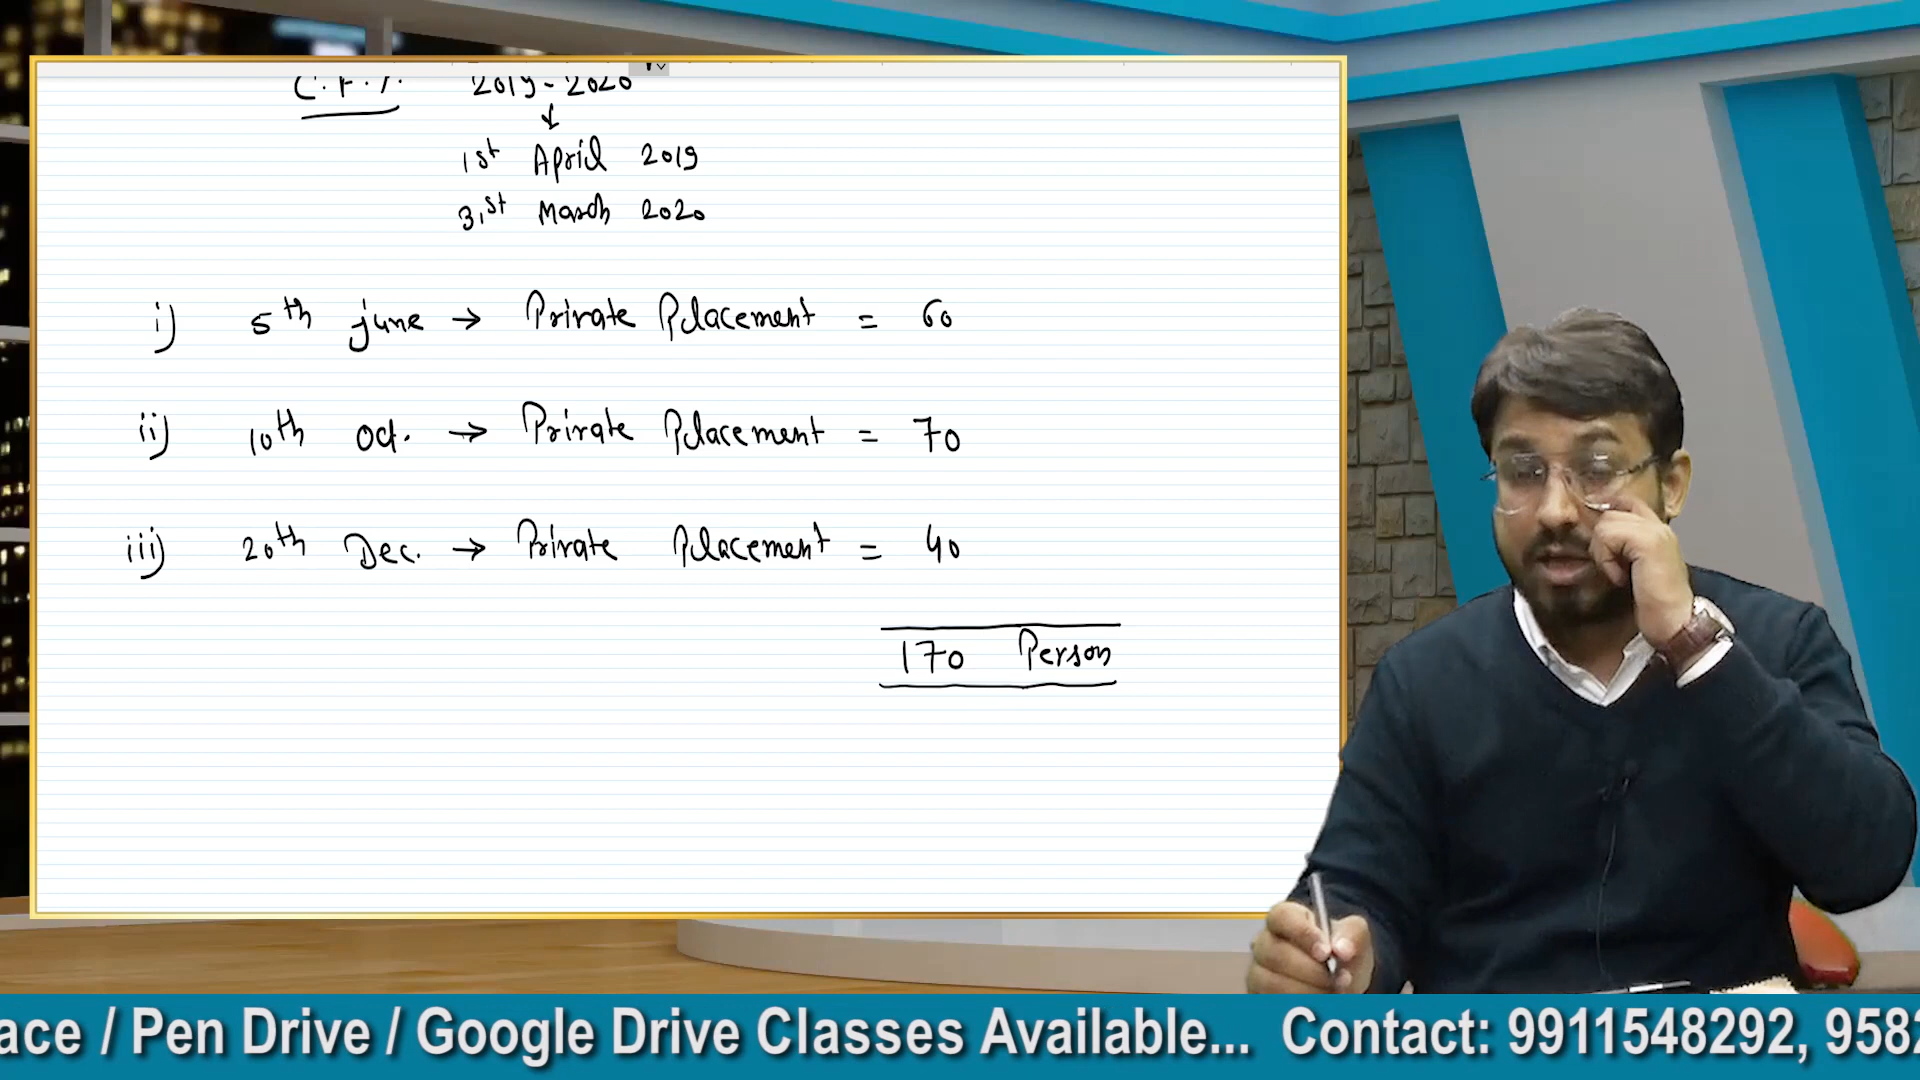 C.F.Y. 2019-2020
↓
1st April 2019
31st March 2020
i) 5th june → Private Placement = 60
ii) 10th Oct. → Private Placement = 70
iii) 20th Dec. → Private Placement = 40
170 Person
ace / Pen Drive / Google Drive Classes Available... Contact: 9911548292, 9582